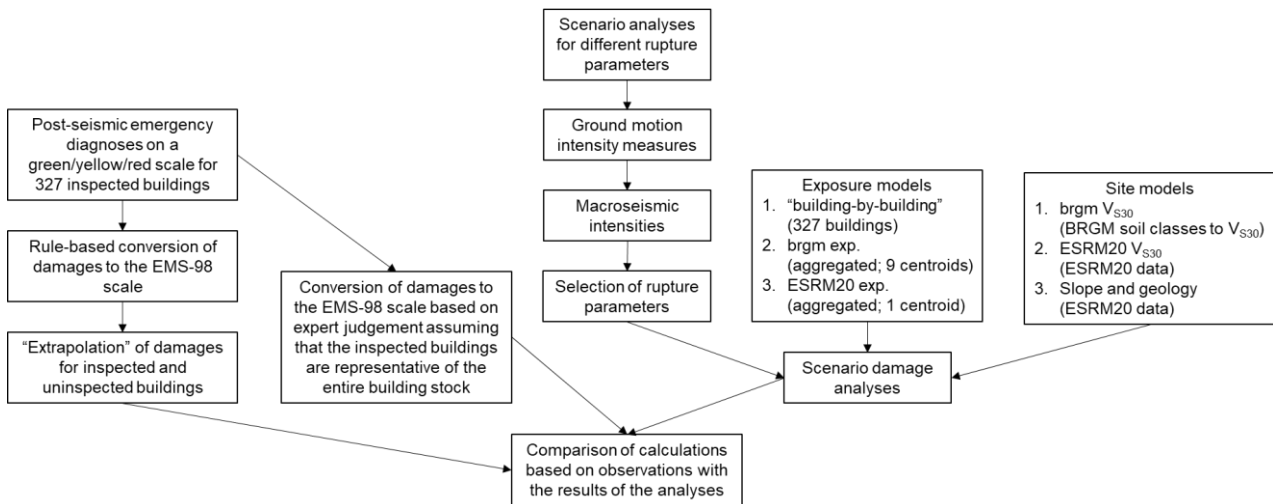 Scenario analyses
for different rupture
parameters
Post-seismic emergency
diagnoses on a
green/yellow/red scale for
327 inspected buildings
Ground motion
intensity measures
Macroseismic
intensities
Selection of rupture
parameters
Exposure models
1. “building-by-building”
(327 buildings)
2. brgm exp.
(aggregated; 9 centroids)
3. ESRM20 exp.
(aggregated; 1 centroid)
Site models
1. brgm VS30
(BRGM soil classes to VS30)
2. ESRM20 VS30
(ESRM20 data)
3. Slope and geology
(ESRM20 data)
Rule-based conversion of
damages to the EMS-98
scale
Conversion of damages to
the EMS-98 scale based on
expert judgement assuming
that the inspected buildings
are representative of the
entire building stock
“Extrapolation” of damages
for inspected and
uninspected buildings
Scenario damage
analyses
Comparison of calculations
based on observations with
the results of the analyses